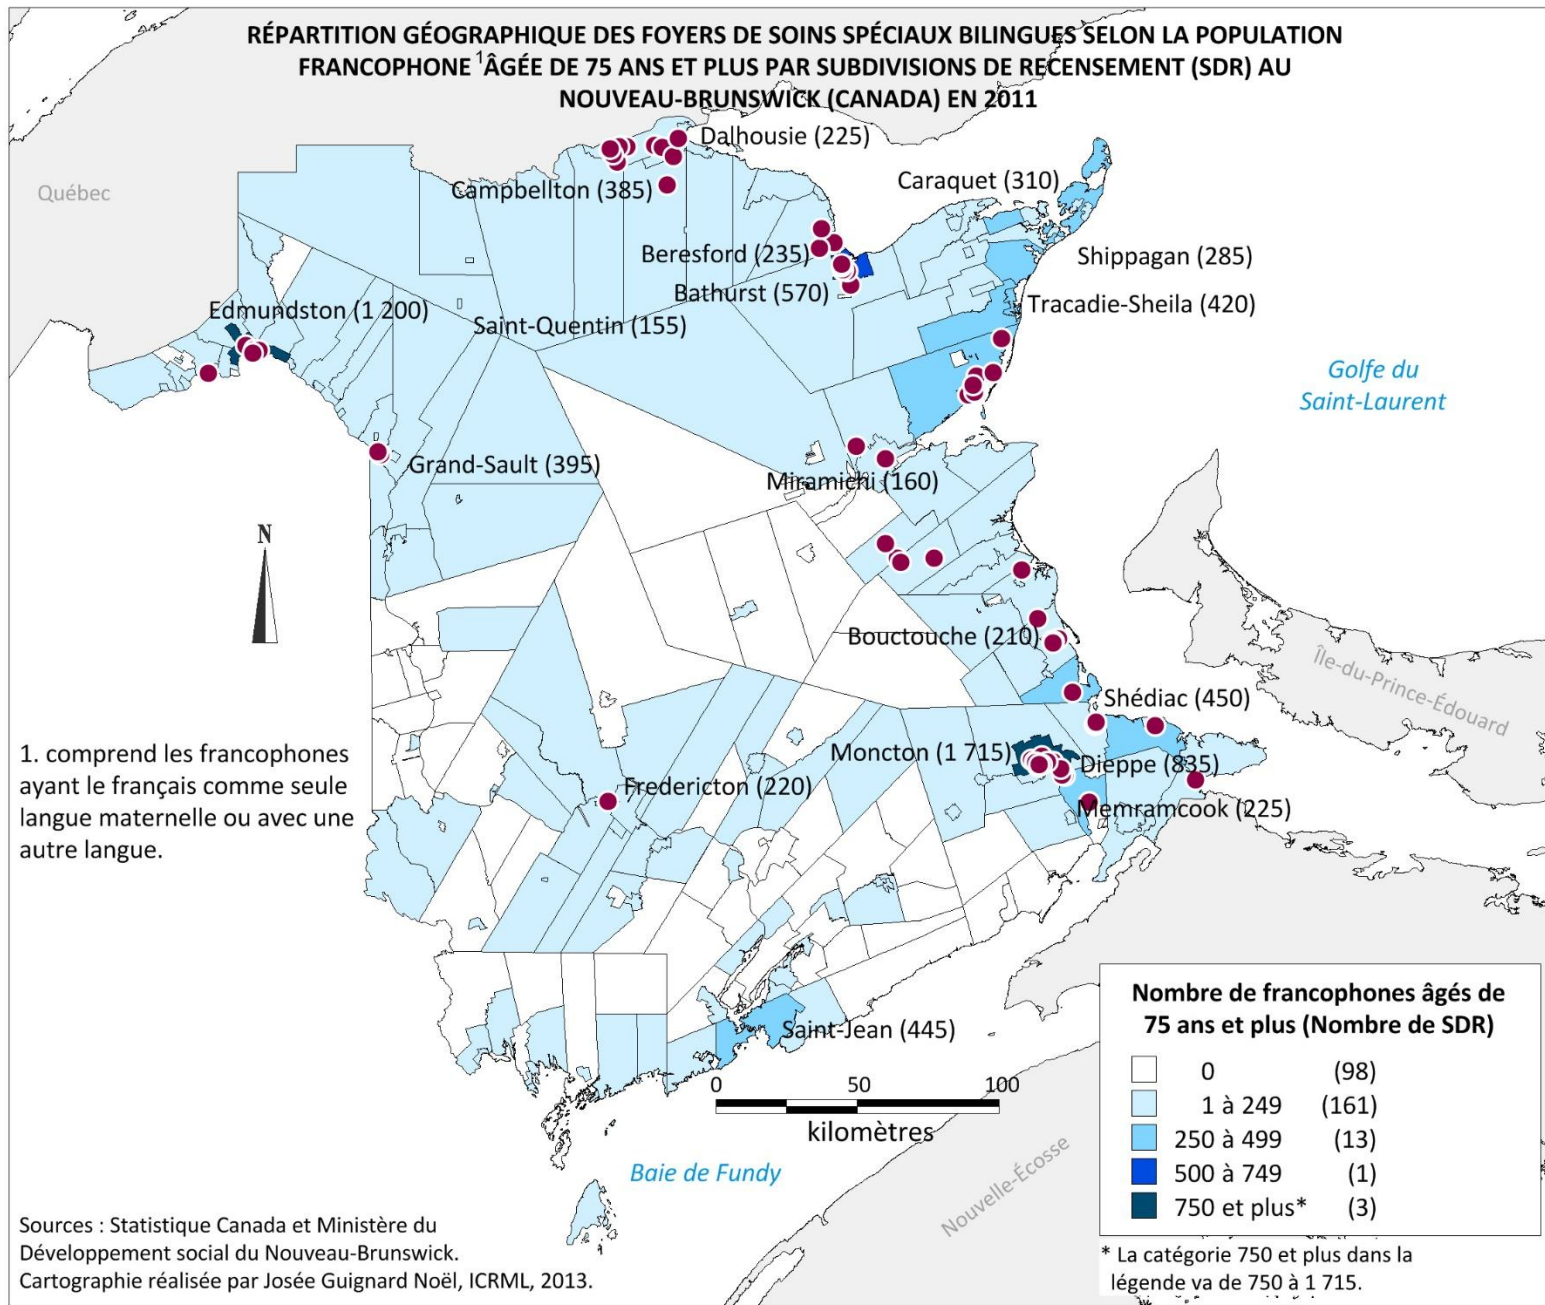 RÉPARTITION GÉOGRAPHIQUE DES FOYERS DE SOINS SPÉCIAUX BILINGUES SELON LA POPULATION
FRANCOPHONE ¹ÂGÉE DE 75 ANS ET PLUS PAR SUBDIVISIONS DE RECENSEMENT (SDR) AU
NOUVEAU-BRUNSWICK (CANADA) EN 2011
Dalhousie (225)
Québec
Campbellton (385)
Caraquet (310)
Beresford (235)
Shippagan (285)
Bathurst (570)
Edmundston (1 200)
Tracadie-Sheila (420)
Saint-Quentin (155)
Golfe du
Saint-Laurent
Grand-Sault (395)
Miramichi (160)
N
Bouctouche (210)
Île-du-Prince-Édouard
Shédiac (450)
Moncton (1 715)
Dieppe (835)
Fredericton (220)
Memramcook (225)
1. comprend les francophones
ayant le français comme seule
langue maternelle ou avec une
autre langue.
Saint-Jean (445)
0 50 100
kilomètres
Baie de Fundy
Nouvelle-Écosse
Nombre de francophones âgés de
75 ans et plus (Nombre de SDR)
0 (98)
1 à 249 (161)
250 à 499 (13)
500 à 749 (1)
750 et plus* (3)
* La catégorie 750 et plus dans la
légende va de 750 à 1 715.
Sources : Statistique Canada et Ministère du
Développement social du Nouveau-Brunswick.
Cartographie réalisée par Josée Guignard Noël, ICRML, 2013.